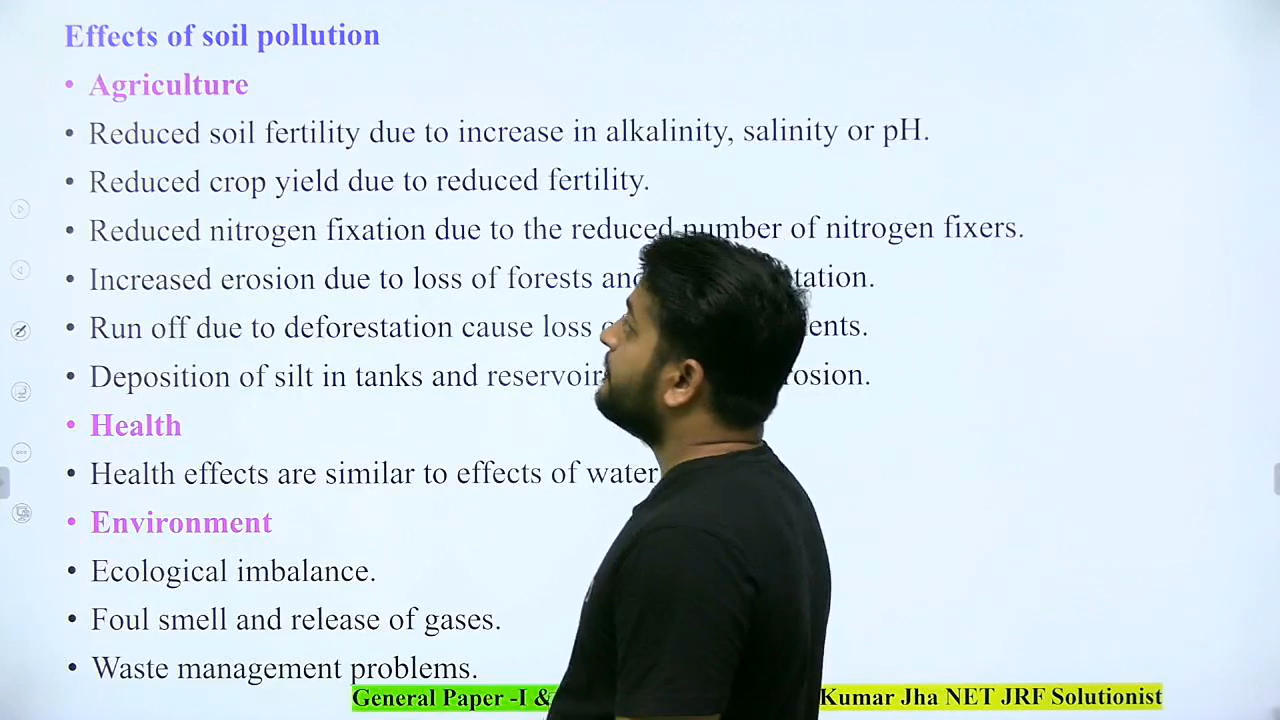 Effects of soil pollution
• Agriculture
• Reduced soil fertility due to increase in alkalinity, salinity or pH.
• Reduced crop yield due to reduced fertility.
• Reduced nitrogen fixation due to the reduced number of nitrogen fixers.
• Increased erosion due to loss of forests and
• Run off due to deforestation cause loss
• Deposition of silt in tanks and
• Health
• Health effects are similar to effects of water
• Environment
• Ecological imbalance.
• Foul smell and release of gases.
• Waste management problems.
General Paper -I & Kumar Jha NET JRF Solutionist